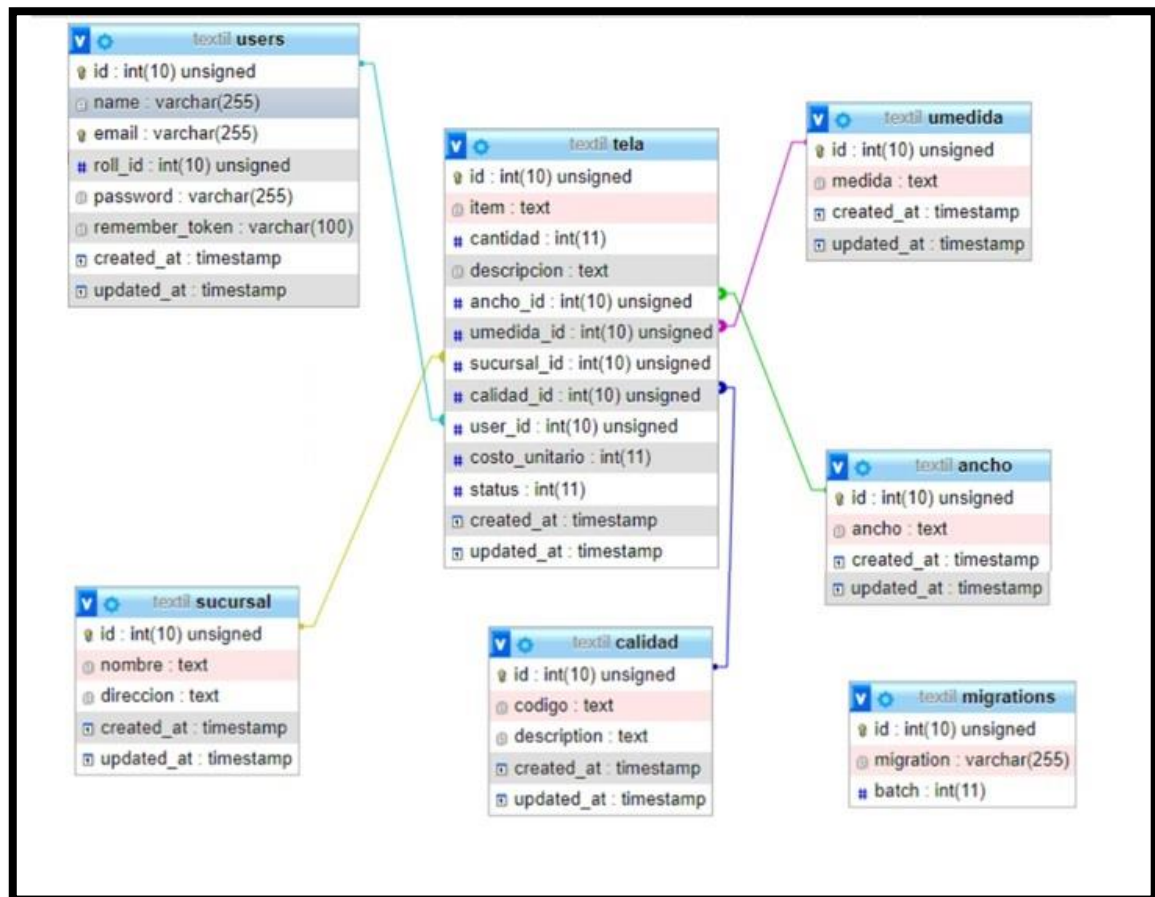 textil users
id : int(10) unsigned
name : varchar(255)
email : varchar(255)
roll_id : int(10) unsigned
password : varchar(255)
remember_token : varchar(100)
created_at : timestamp
updated_at : timestamp
textil tela
id : int(10) unsigned
item : text
cantidad : int(11)
descripcion : text
ancho_id : int(10) unsigned
umedida_id : int(10) unsigned
sucursal_id : int(10) unsigned
calidad_id : int(10) unsigned
user_id : int(10) unsigned
costo_unitario : int(11)
status : int(11)
created_at : timestamp
updated_at : timestamp
textil umedida
id : int(10) unsigned
medida : text
created_at : timestamp
updated_at : timestamp
textil ancho
id : int(10) unsigned
ancho : text
created_at : timestamp
updated_at : timestamp
textil sucursal
id : int(10) unsigned
nombre : text
direccion : text
created_at : timestamp
updated_at : timestamp
textil calidad
id : int(10) unsigned
codigo : text
description : text
created_at : timestamp
updated_at : timestamp
textil migrations
id : int(10) unsigned
migration : varchar(255)
batch : int(11)